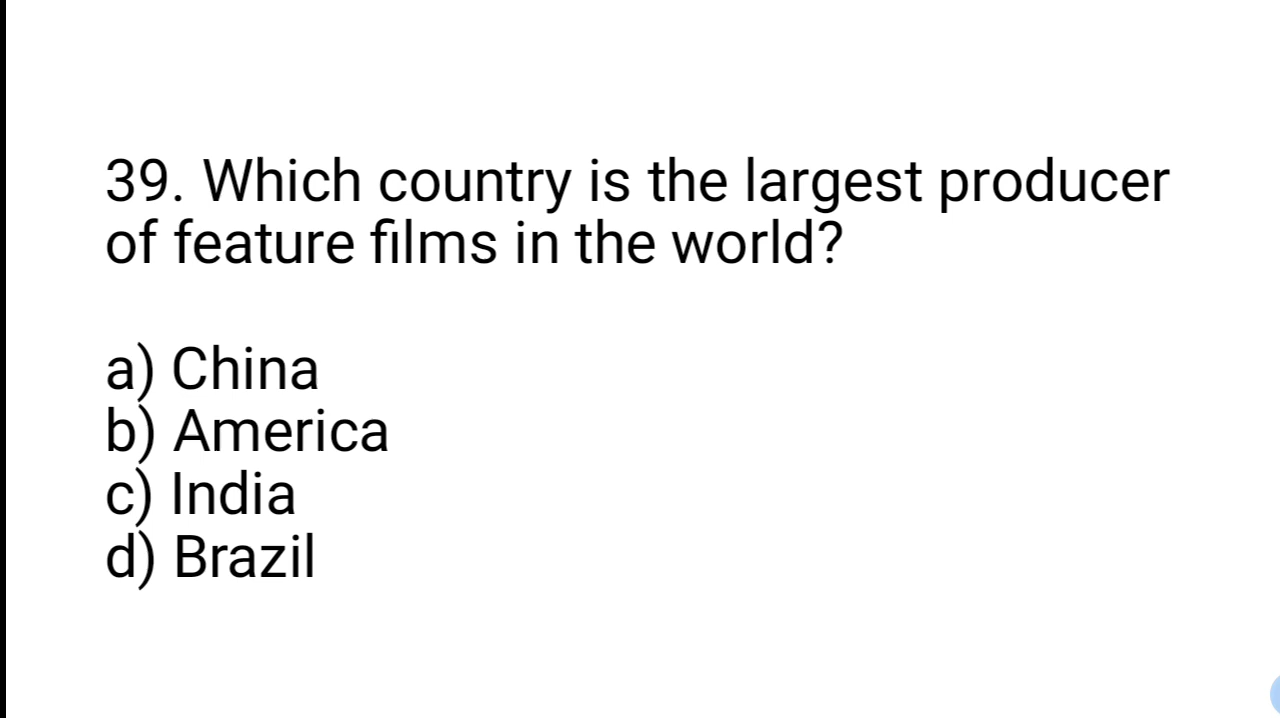 39. Which country is the largest producer
of feature films in the world?
a) China
b) America
c) India
d) Brazil